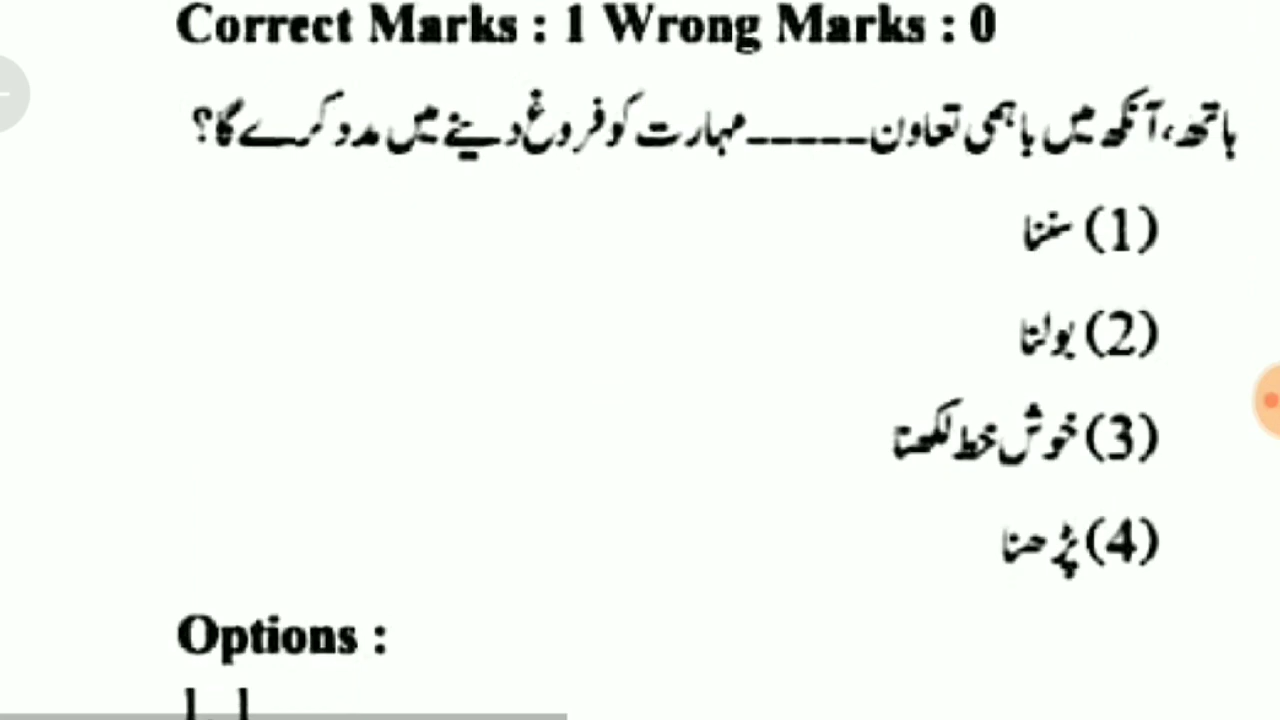 Correct Marks : 1 Wrong Marks : 0
ہاتھ، آنکھ میں باہمی تعاون ۔۔۔۔۔ مہارت کو فروغ دینے میں مدد کرے گا؟
(1) سننا
(2) بولنا
(3) خوش خط لکھنا
(4) پڑھنا
Options :